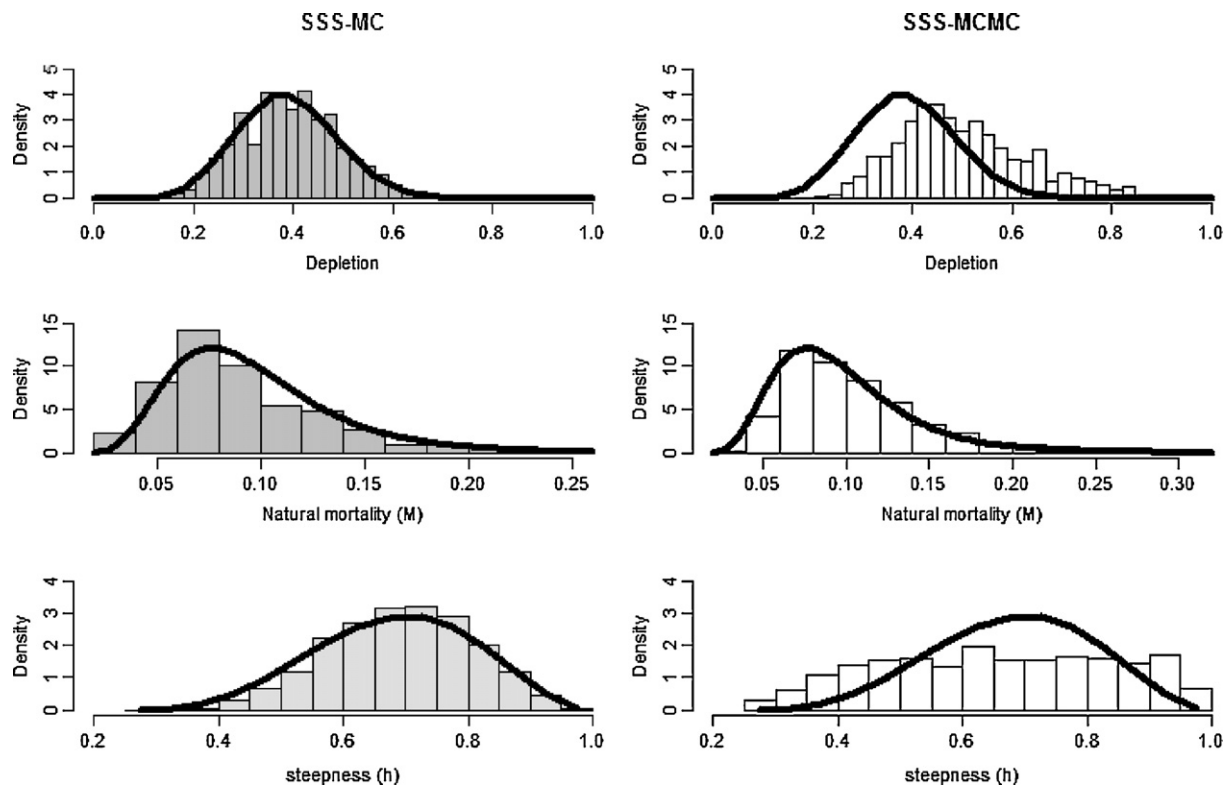 SSS-MC
SSS-MCMC
Density
0 1 2 3 4 5
0.0 0.2 0.4 0.6 0.8 1.0
Depletion
Density
0 1 2 3 4 5
0.0 0.2 0.4 0.6 0.8 1.0
Depletion
Density
0 5 10 15
0.05 0.10 0.15 0.20 0.25
Natural mortality (M)
Density
0 5 10 15
0.05 0.10 0.15 0.20 0.25 0.30
Natural mortality (M)
Density
0 1 2 3 4
0.2 0.4 0.6 0.8 1.0
steepness (h)
Density
0 1 2 3 4
0.2 0.4 0.6 0.8 1.0
steepness (h)